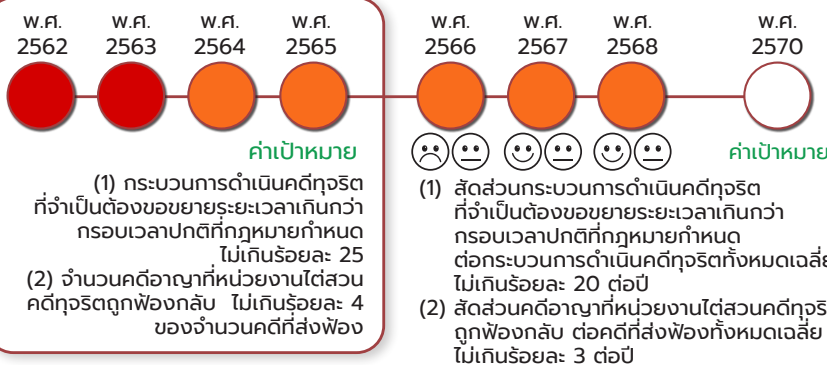 พ.ศ. พ.ศ. พ.ศ. พ.ศ. พ.ศ. พ.ศ. พ.ศ. พ.ศ.
2562 2563 2564 2565 2566 2567 2568 2570
ค่าเป้าหมาย
(1) กระบวนการดำเนินคดีทุจริต
ที่จำเป็นต้องขอขยายระยะเวลาเกินกว่า
กรอบเวลาปกติที่กฎหมายกำหนด
ไม่เกินร้อยละ 25
(2) จำนวนคดีอาญาที่หน่วยงานไต่สวน
คดีทุจริตถูกฟ้องกลับ ไม่เกินร้อยละ 4
ของจำนวนคดีที่ส่งฟ้อง
ค่าเป้าหมาย
(1) สัดส่วนกระบวนการดำเนินคดีทุจริต
ที่จำเป็นต้องขอขยายระยะเวลาเกินกว่า
กรอบเวลาปกติที่กฎหมายกำหนด
ต่อกระบวนการดำเนินคดีทุจริตทั้งหมดเฉลี่ย
ไม่เกินร้อยละ 20 ต่อปี
(2) สัดส่วนคดีอาญาที่หน่วยงานไต่สวนคดีทุจริ
ถูกฟ้องกลับ ต่อคดีที่ส่งฟ้องทั้งหมดเฉลี่ย
ไม่เกินร้อยละ 3 ต่อปี